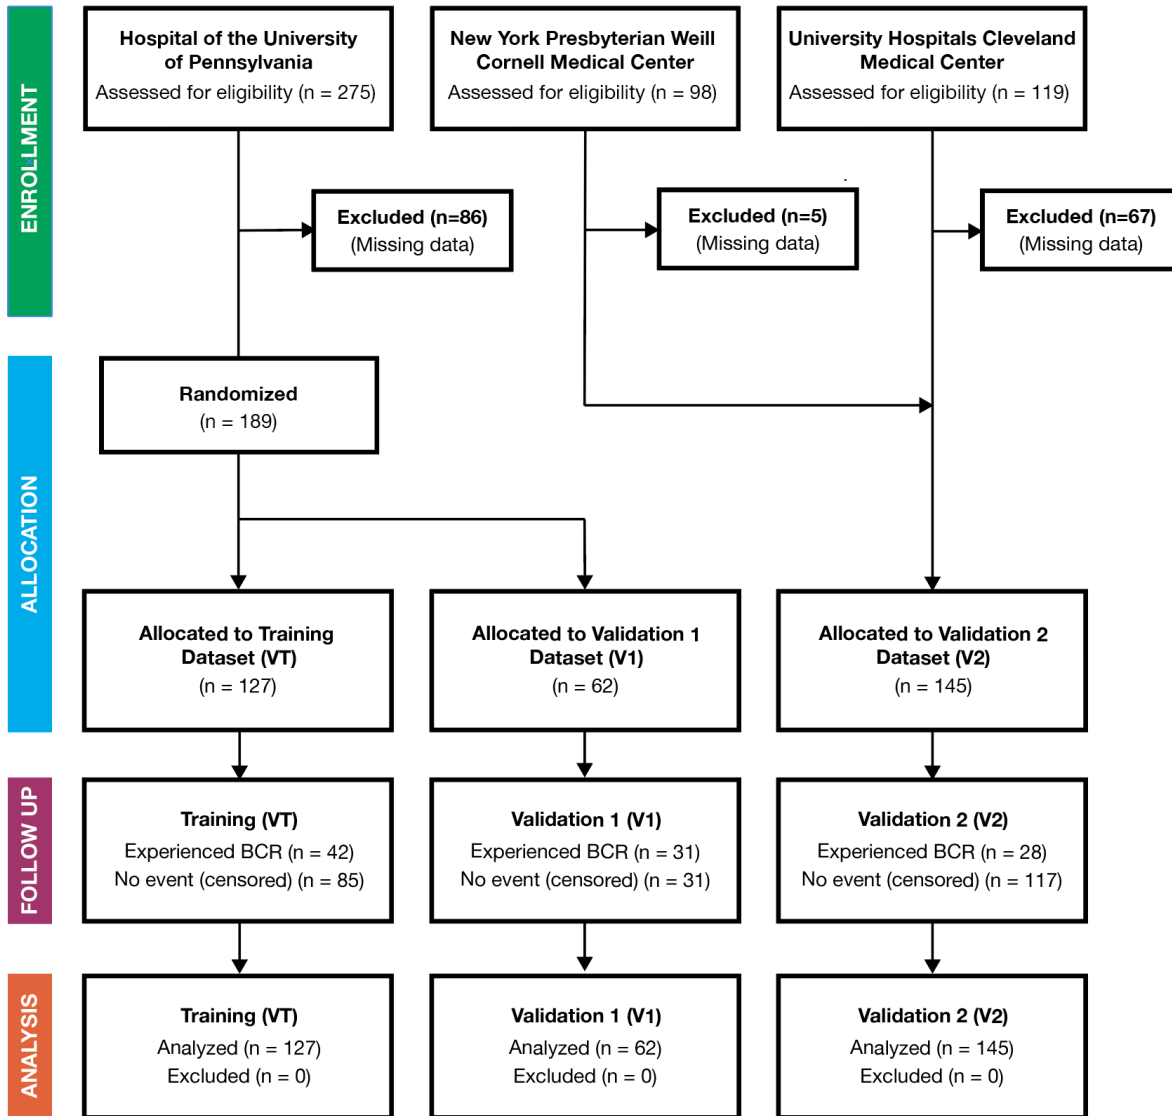 ENROLLMENT
Hospital of the University
of Pennsylvania
Assessed for eligibility (n = 275)
New York Presbyterian Weill
Cornell Medical Center
Assessed for eligibility (n = 98)
University Hospitals Cleveland
Medical Center
Assessed for eligibility (n = 119)
Excluded (n=86)
(Missing data)
Excluded (n=5)
(Missing data)
Excluded (n=67)
(Missing data)
ALLOCATION
Randomized
(n = 189)
Allocated to Training
Dataset (VT)
(n = 127)
Allocated to Validation 1
Dataset (V1)
(n = 62)
Allocated to Validation 2
Dataset (V2)
(n = 145)
FOLLOW UP
Training (VT)
Experienced BCR (n = 42)
No event (censored) (n = 85)
Validation 1 (V1)
Experienced BCR (n = 31)
No event (censored) (n = 31)
Validation 2 (V2)
Experienced BCR (n = 28)
No event (censored) (n = 117)
ANALYSIS
Training (VT)
Analyzed (n = 127)
Excluded (n = 0)
Validation 1 (V1)
Analyzed (n = 62)
Excluded (n = 0)
Validation 2 (V2)
Analyzed (n = 145)
Excluded (n = 0)